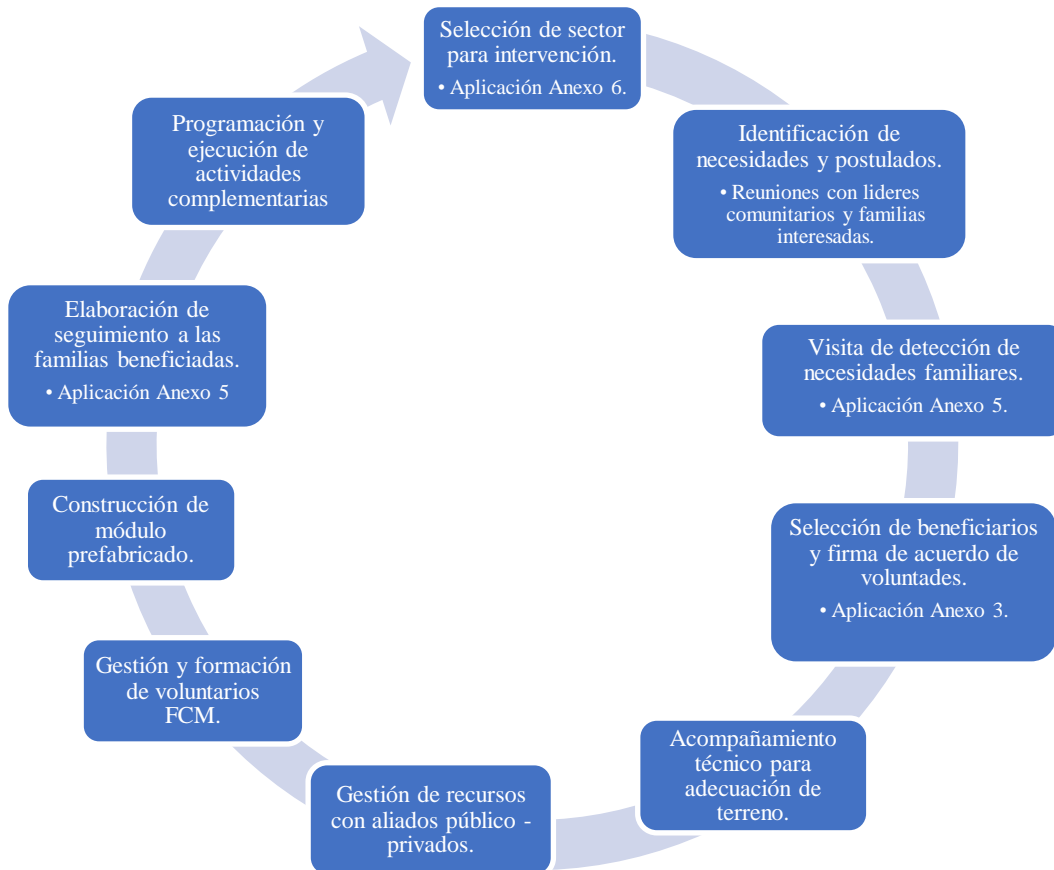 Selección de sector
para intervención.
• Aplicación Anexo 6.
Identificación de
necesidades y postulados.
• Reuniones con lideres
comunitarios y familias
interesadas.
Visita de detección de
necesidades familiares.
• Aplicación Anexo 5.
Selección de beneficiarios
y firma de acuerdo de
voluntades.
• Aplicación Anexo 3.
Acompañamiento
técnico para
adecuación de
terreno.
Gestión de recursos
con aliados público -
privados.
Gestión y formación
de voluntarios
FCM.
Construcción de
módulo
prefabricado.
Elaboración de
seguimiento a las
familias beneficiadas.
• Aplicación Anexo 5
Programación y
ejecución de
actividades
complementarias